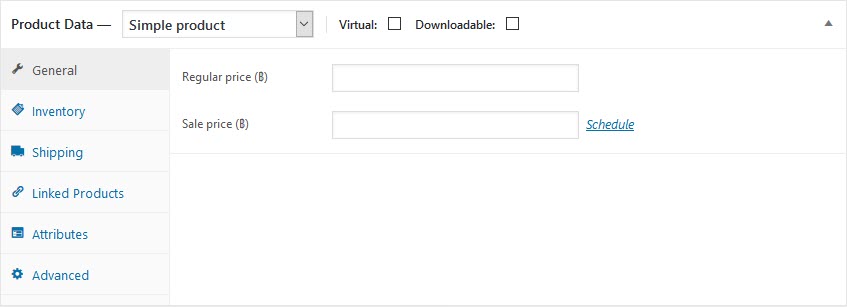 Product Data — Simple product Virtual: Downloadable:
General
Regular price (฿)
Inventory
Sale price (฿) Schedule
Shipping
Linked Products
Attributes
Advanced